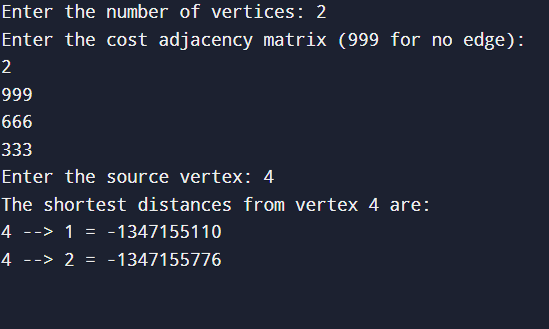 Enter the number of vertices: 2
Enter the cost adjacency matrix (999 for no edge):
2
999
666
333
Enter the source vertex: 4
The shortest distances from vertex 4 are:
4 --> 1 = -1347155110
4 --> 2 = -1347155776